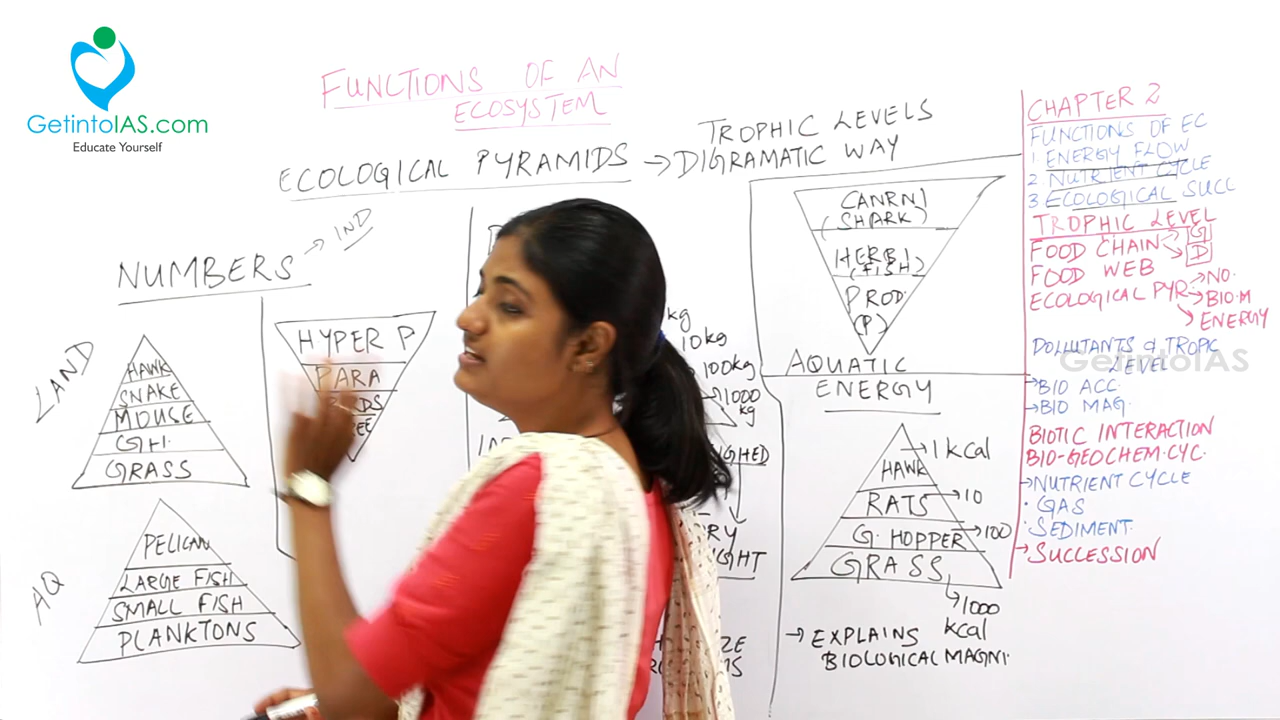 GetintoIAS.com
Educate Yourself
FUNCTIONS OF AN
ECOSYSTEM
ECOLOGICAL PYRAMIDS → TROPHIC LEVELS
DIGRAMATIC WAY
NUMBERS → IND
LAND
HAWK
SNAKE
MOUSE
GH.
GRASS
AQ
PELICAN
LARGE FISH
SMALL FISH
PLANKTONS
HYPER P
PARA
kg
10kg
100kg
→1000
kg
CANRNI
(SHARK)
HERBI
(FISH)
PROD.
(P)
AQUATIC
ENERGY
→1 kcal
HAWK
RATS →10
G. HOPPER →100
GRASS
→1000
kcal
→ EXPLAINS
BIOLOGICAL MAGNI.
CHAPTER 2
FUNCTIONS OF EC
1. ENERGY FLOW
2. NUTRIENT CYCLE
3. ECOLOGICAL SUCC
TROPHIC LEVEL
FOOD CHAIN → G
→ D
FOOD WEB
ECOLOGICAL PYR → NO.
→ BIO.M
→ ENERGY
POLLUTANTS & TROPIC
LEVEL
GetintoIAS
→ BIO ACC.
→ BIO MAG.
BIOTIC INTERACTION
BIO-GEOCHEM.CYC.
→ NUTRIENT CYCLE
• GAS
• SEDIMENT.
→ SUCCESSION